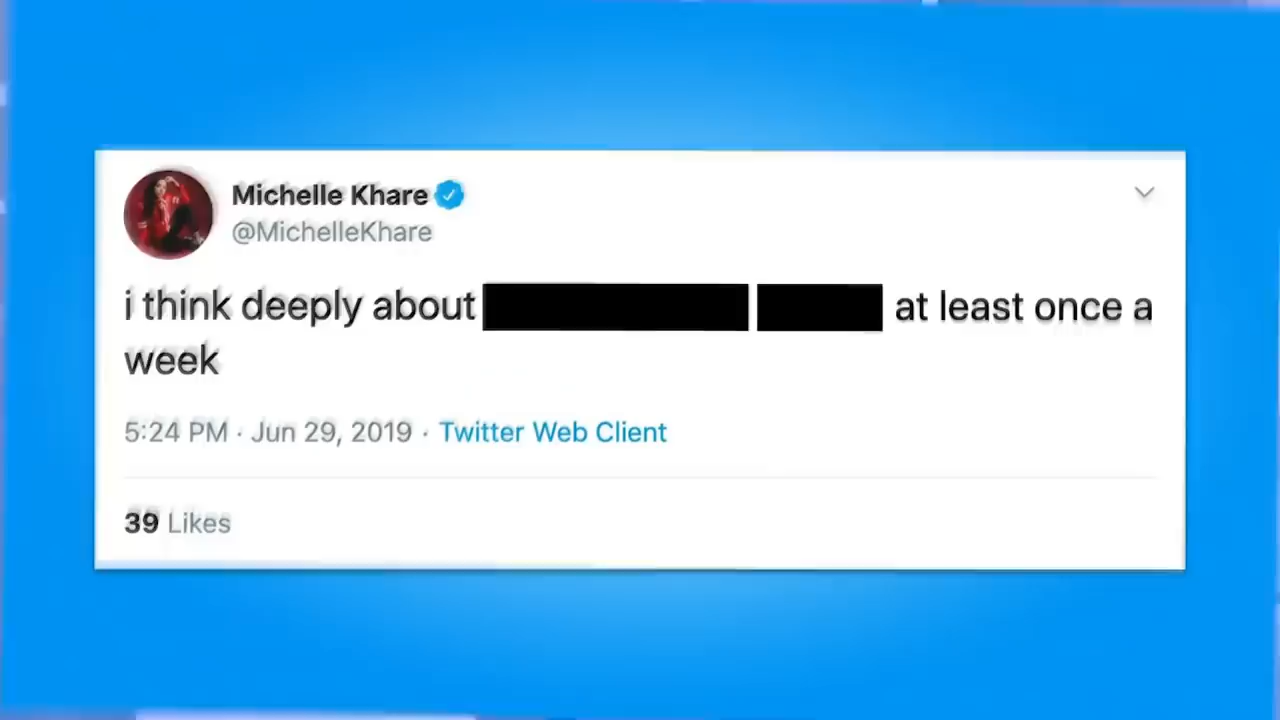 Michelle Khare
@MichelleKhare
i think deeply about at least once a
week
5:24 PM · Jun 29, 2019 · Twitter Web Client
39 Likes